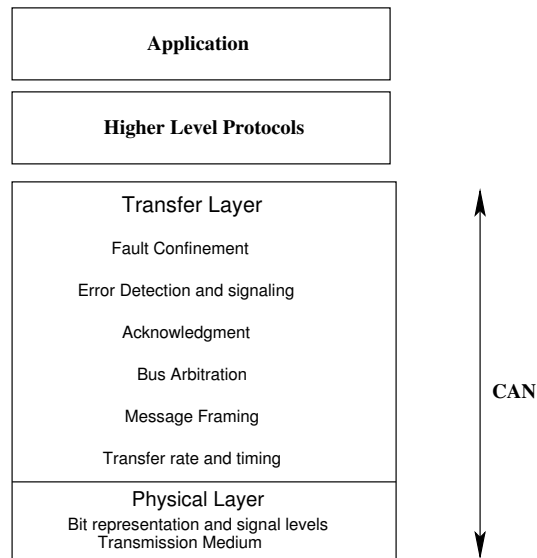 Application
Higher Level Protocols
Transfer Layer
Fault Confinement
Error Detection and signaling
Acknowledgment
Bus Arbitration
Message Framing
Transfer rate and timing
CAN
Physical Layer
Bit representation and signal levels
Transmission Medium